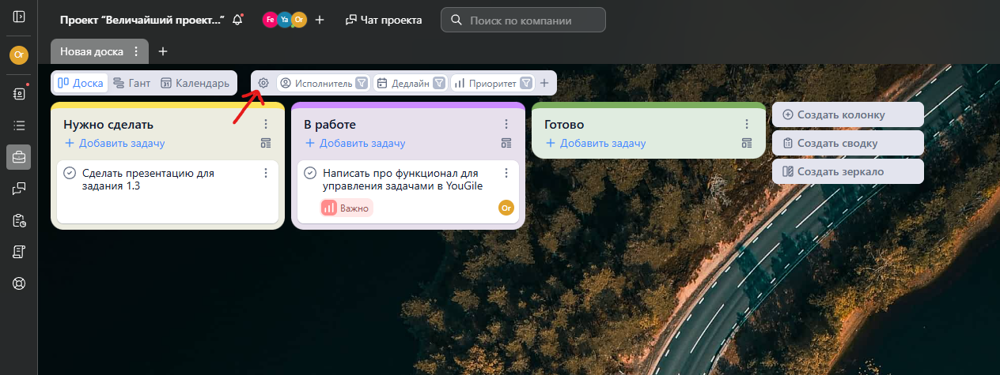 Проект “Величайший проект...”
Fe Ya Or
Чат проекта
Поиск по компании
Or
Новая доска
Доска
Гант
31
Календарь
Исполнитель
Дедлайн
Приоритет
Нужно сделать
Добавить задачу
Сделать презентацию для
задания 1.3
В работе
Добавить задачу
Написать про функционал для
управления задачами в YouGile
Важно
Or
Готово
Добавить задачу
Создать колонку
Создать сводку
Создать зеркало